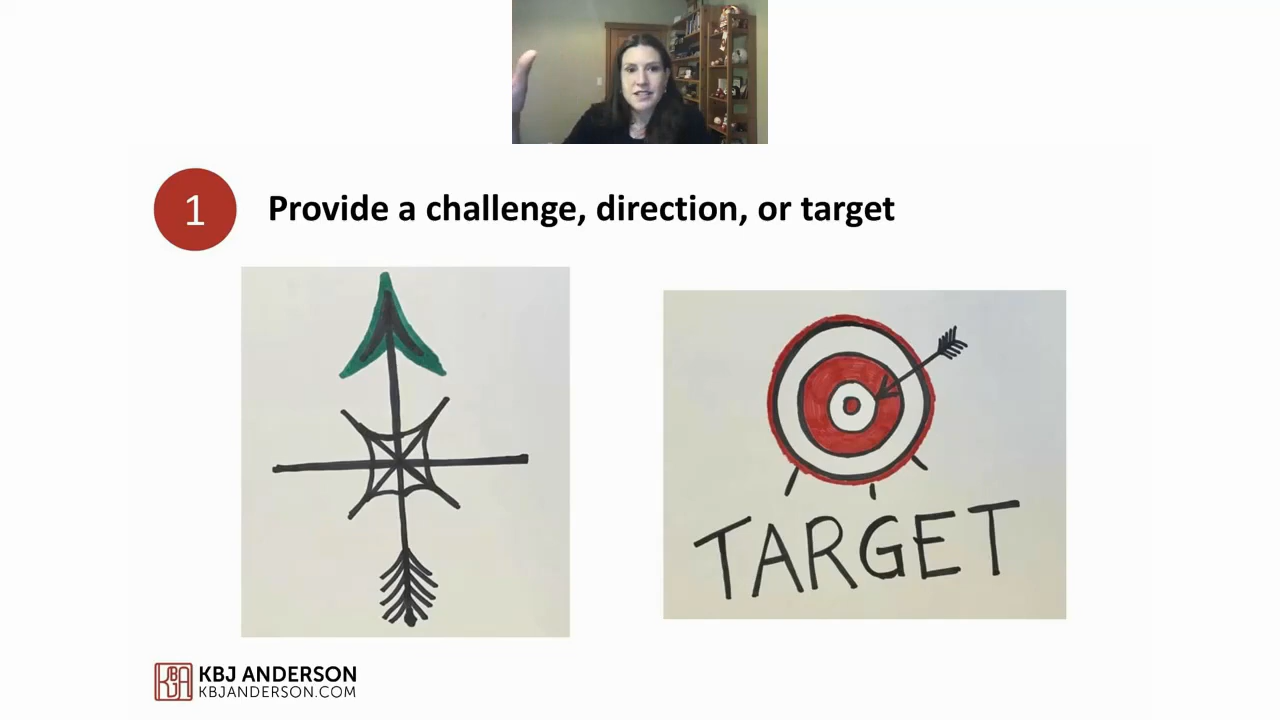 1
Provide a challenge, direction, or target
TARGET
KBJ ANDERSON
KBJANDERSON.COM